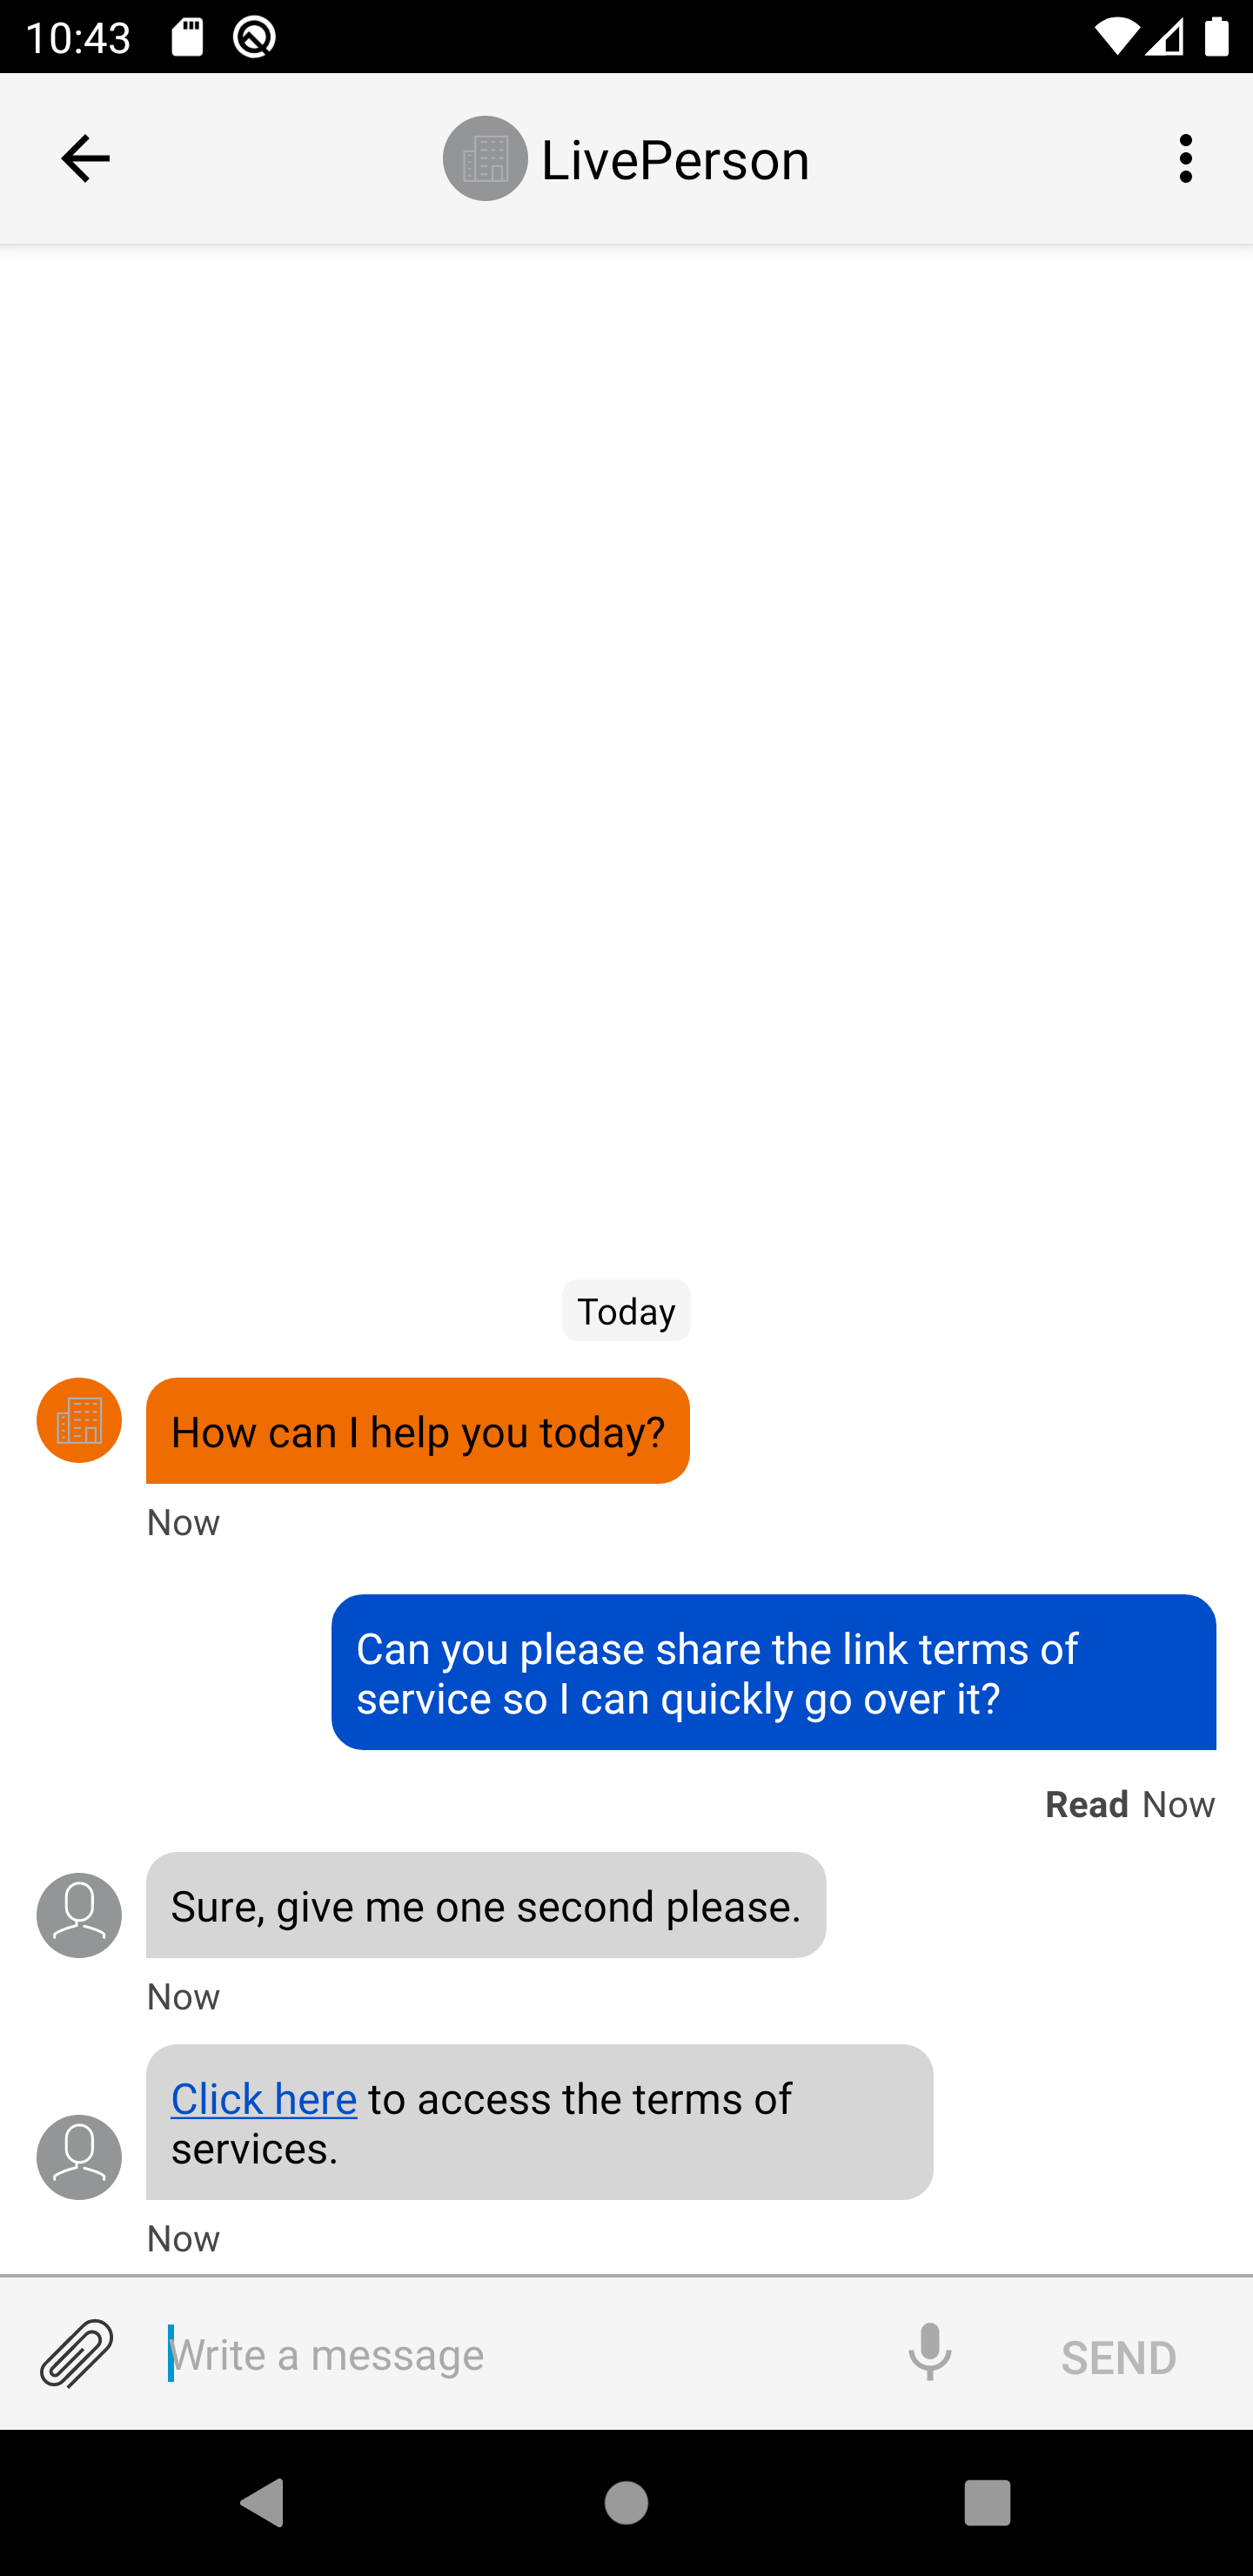 10:43
LivePerson
Today
How can I help you today?
Now
Can you please share the link terms of
service so I can quickly go over it?
Read Now
Sure, give me one second please.
Now
Click here to access the terms of
services.
Now
Write a message
SEND